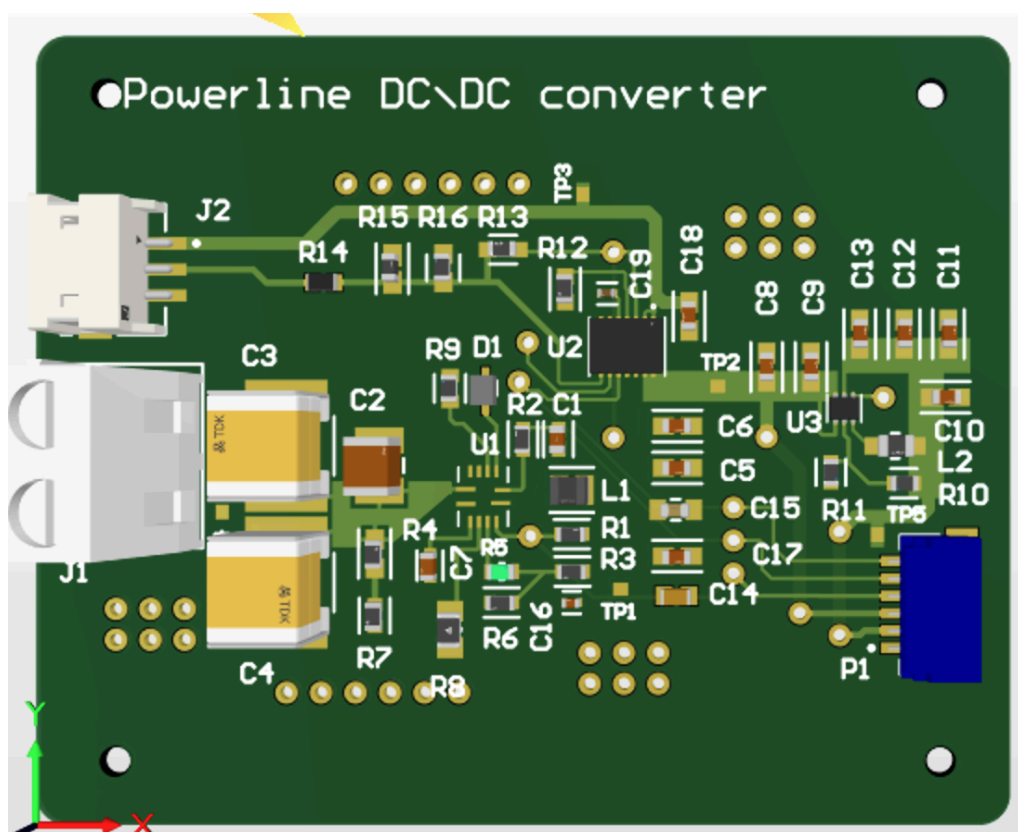 Powerline DC\DC converter
TP3
J2
R15 R16 R13
R14
R12
C19
C18
C13
C12
C11
C8
C9
C3
R9
D1
U2
TP2
C2
R2
C1
U3
C6
C10
TDK
U1
C5
L2
L1
R10
C15
R11
TP5
R4
R5
R1
C17
J1
C7
R3
TDK
C14
TP1
R6
C16
R7
P1
C4
R8
Y
X